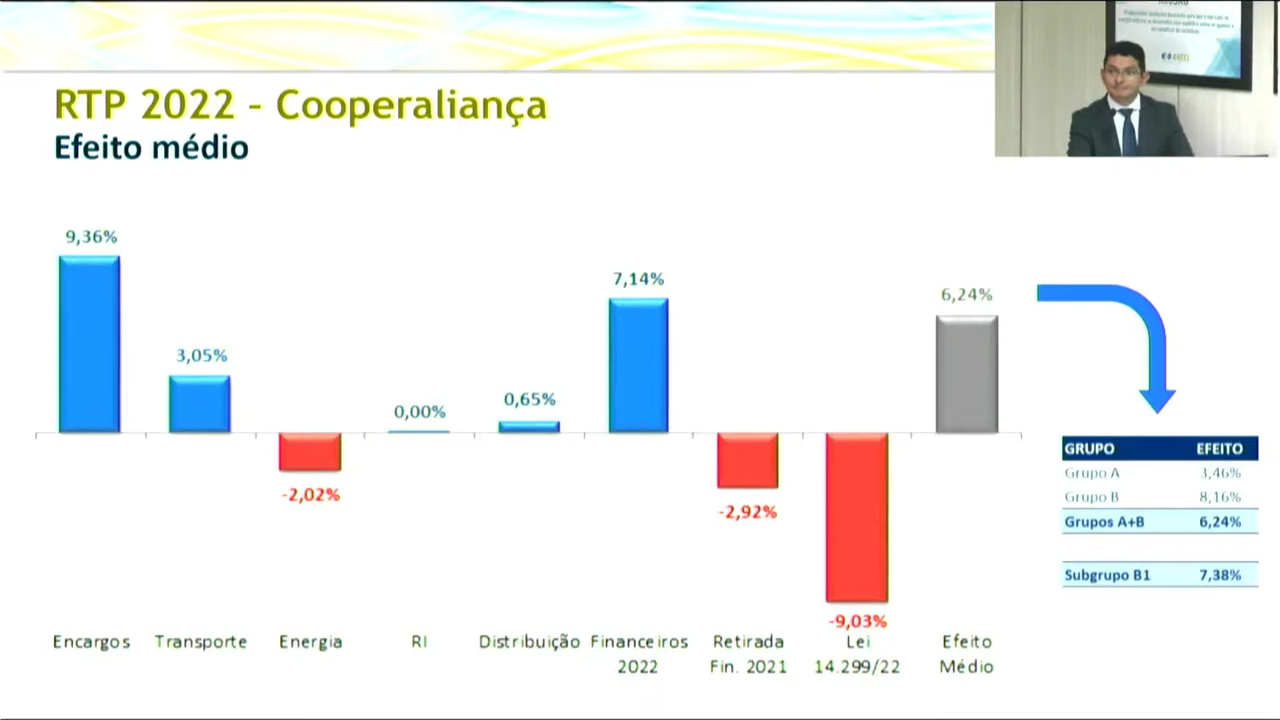 RTP 2022 - Cooperaliança
Efeito médio
9,36%
3,05%
-2,02%
0,00%
0,65%
7,14%
-2,92%
-9,03%
6,24%
Encargos
Transporte
Energia
RI
Distribuição
Financeiros
2022
Retirada
Fin. 2021
Lei
14.299/22
Efeito
Médio
GRUPO EFEITO
Grupo A 3,46%
Grupo B 8,16%
Grupos A+B 6,24%
Subgrupo B1 7,38%